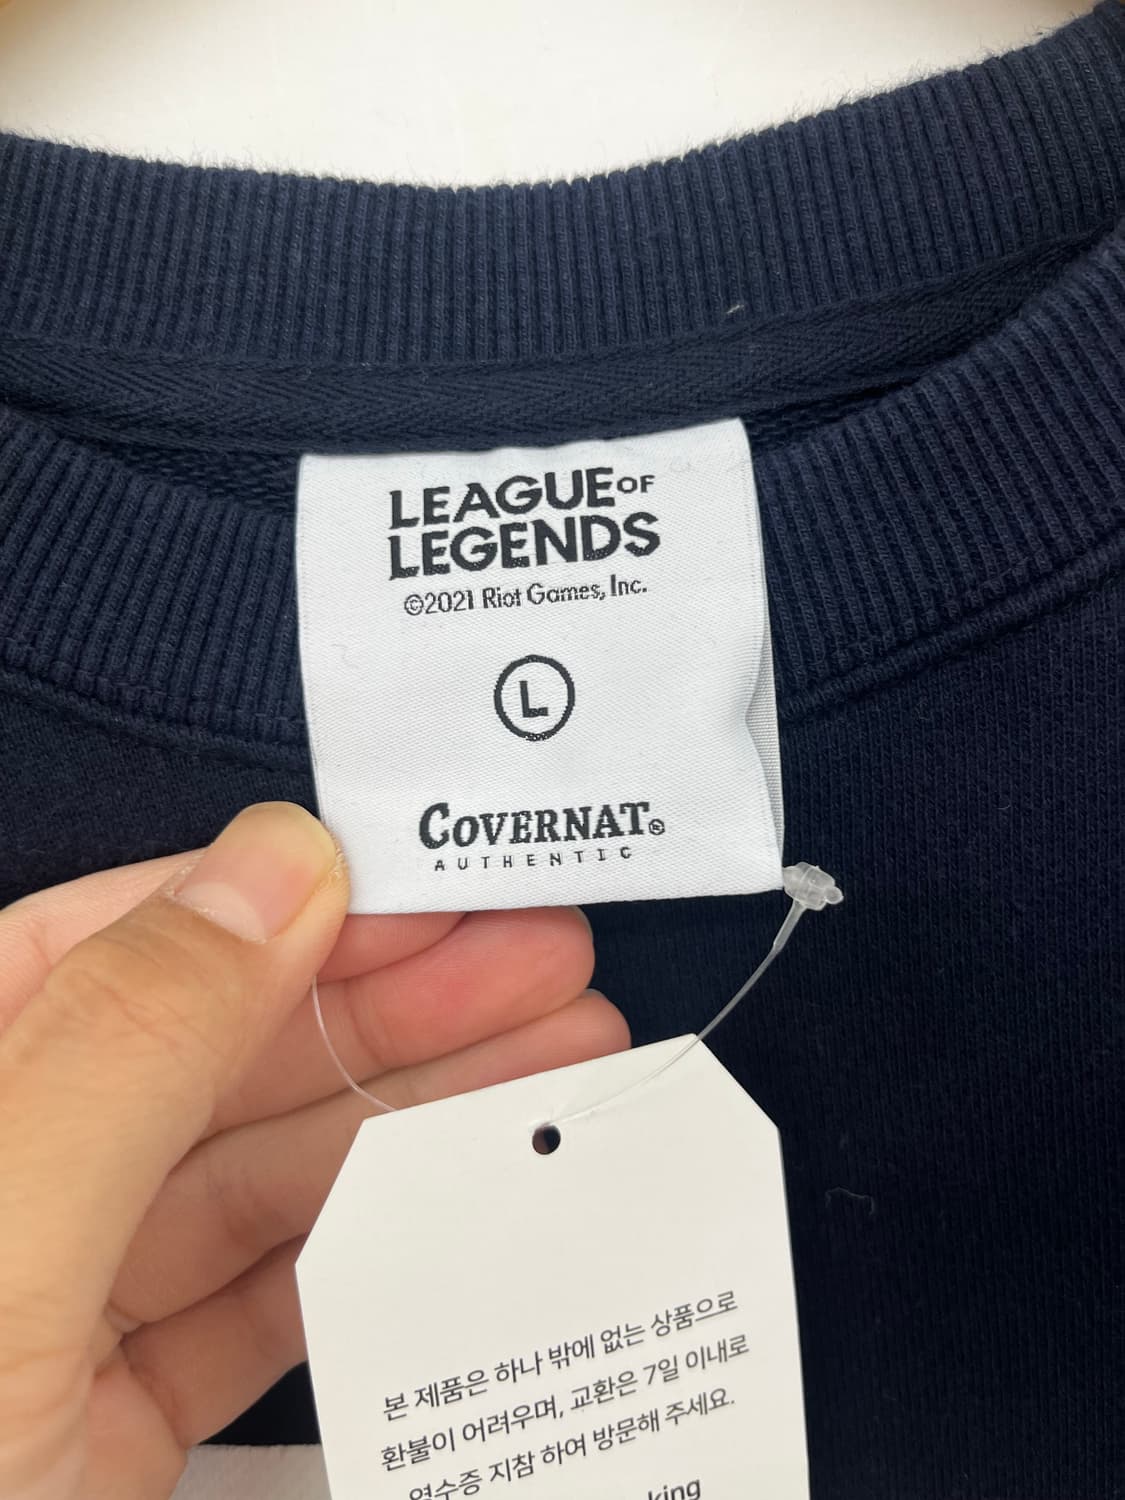 LEAGUE OF
LEGENDS
©2021 Riot Games, Inc.
L
COVERNAT®
AUTHENTIC
본 제품은 하나 밖에 없는 상품으로
환불이 어려우며, 교환은 7일 이내로
영수증 지참 하여 방문해 주세요.